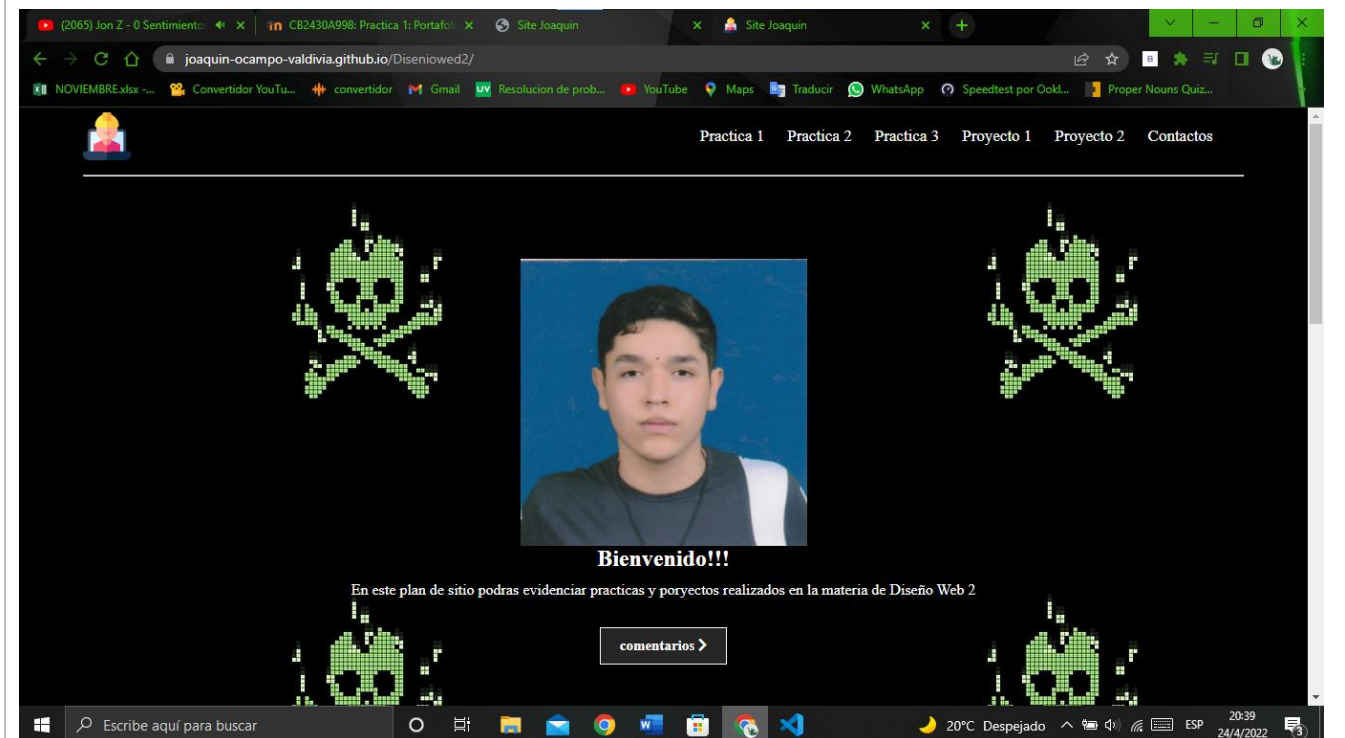 (2065) Jon Z - 0 Sentimiento
CB2430A998: Practica 1: Portafol
Site Joaquin
Site Joaquin
joaquin-ocampo-valdivia.github.io/Diseniowed2/
NOVIEMBRE.xlsx -...
Convertidor YouTu...
convertidor
Gmail
Resolucion de prob...
YouTube
Maps
Traducir
WhatsApp
Speedtest por Ookl...
Proper Nouns Quiz...
Practica 1
Practica 2
Practica 3
Proyecto 1
Proyecto 2
Contactos
Bienvenido!!!
En este plan de sitio podras evidenciar practicas y poryectos realizados en la materia de Diseño Web 2
comentarios
Escribe aquí para buscar
20°C Despejado
ESP
20:39
24/4/2022
3